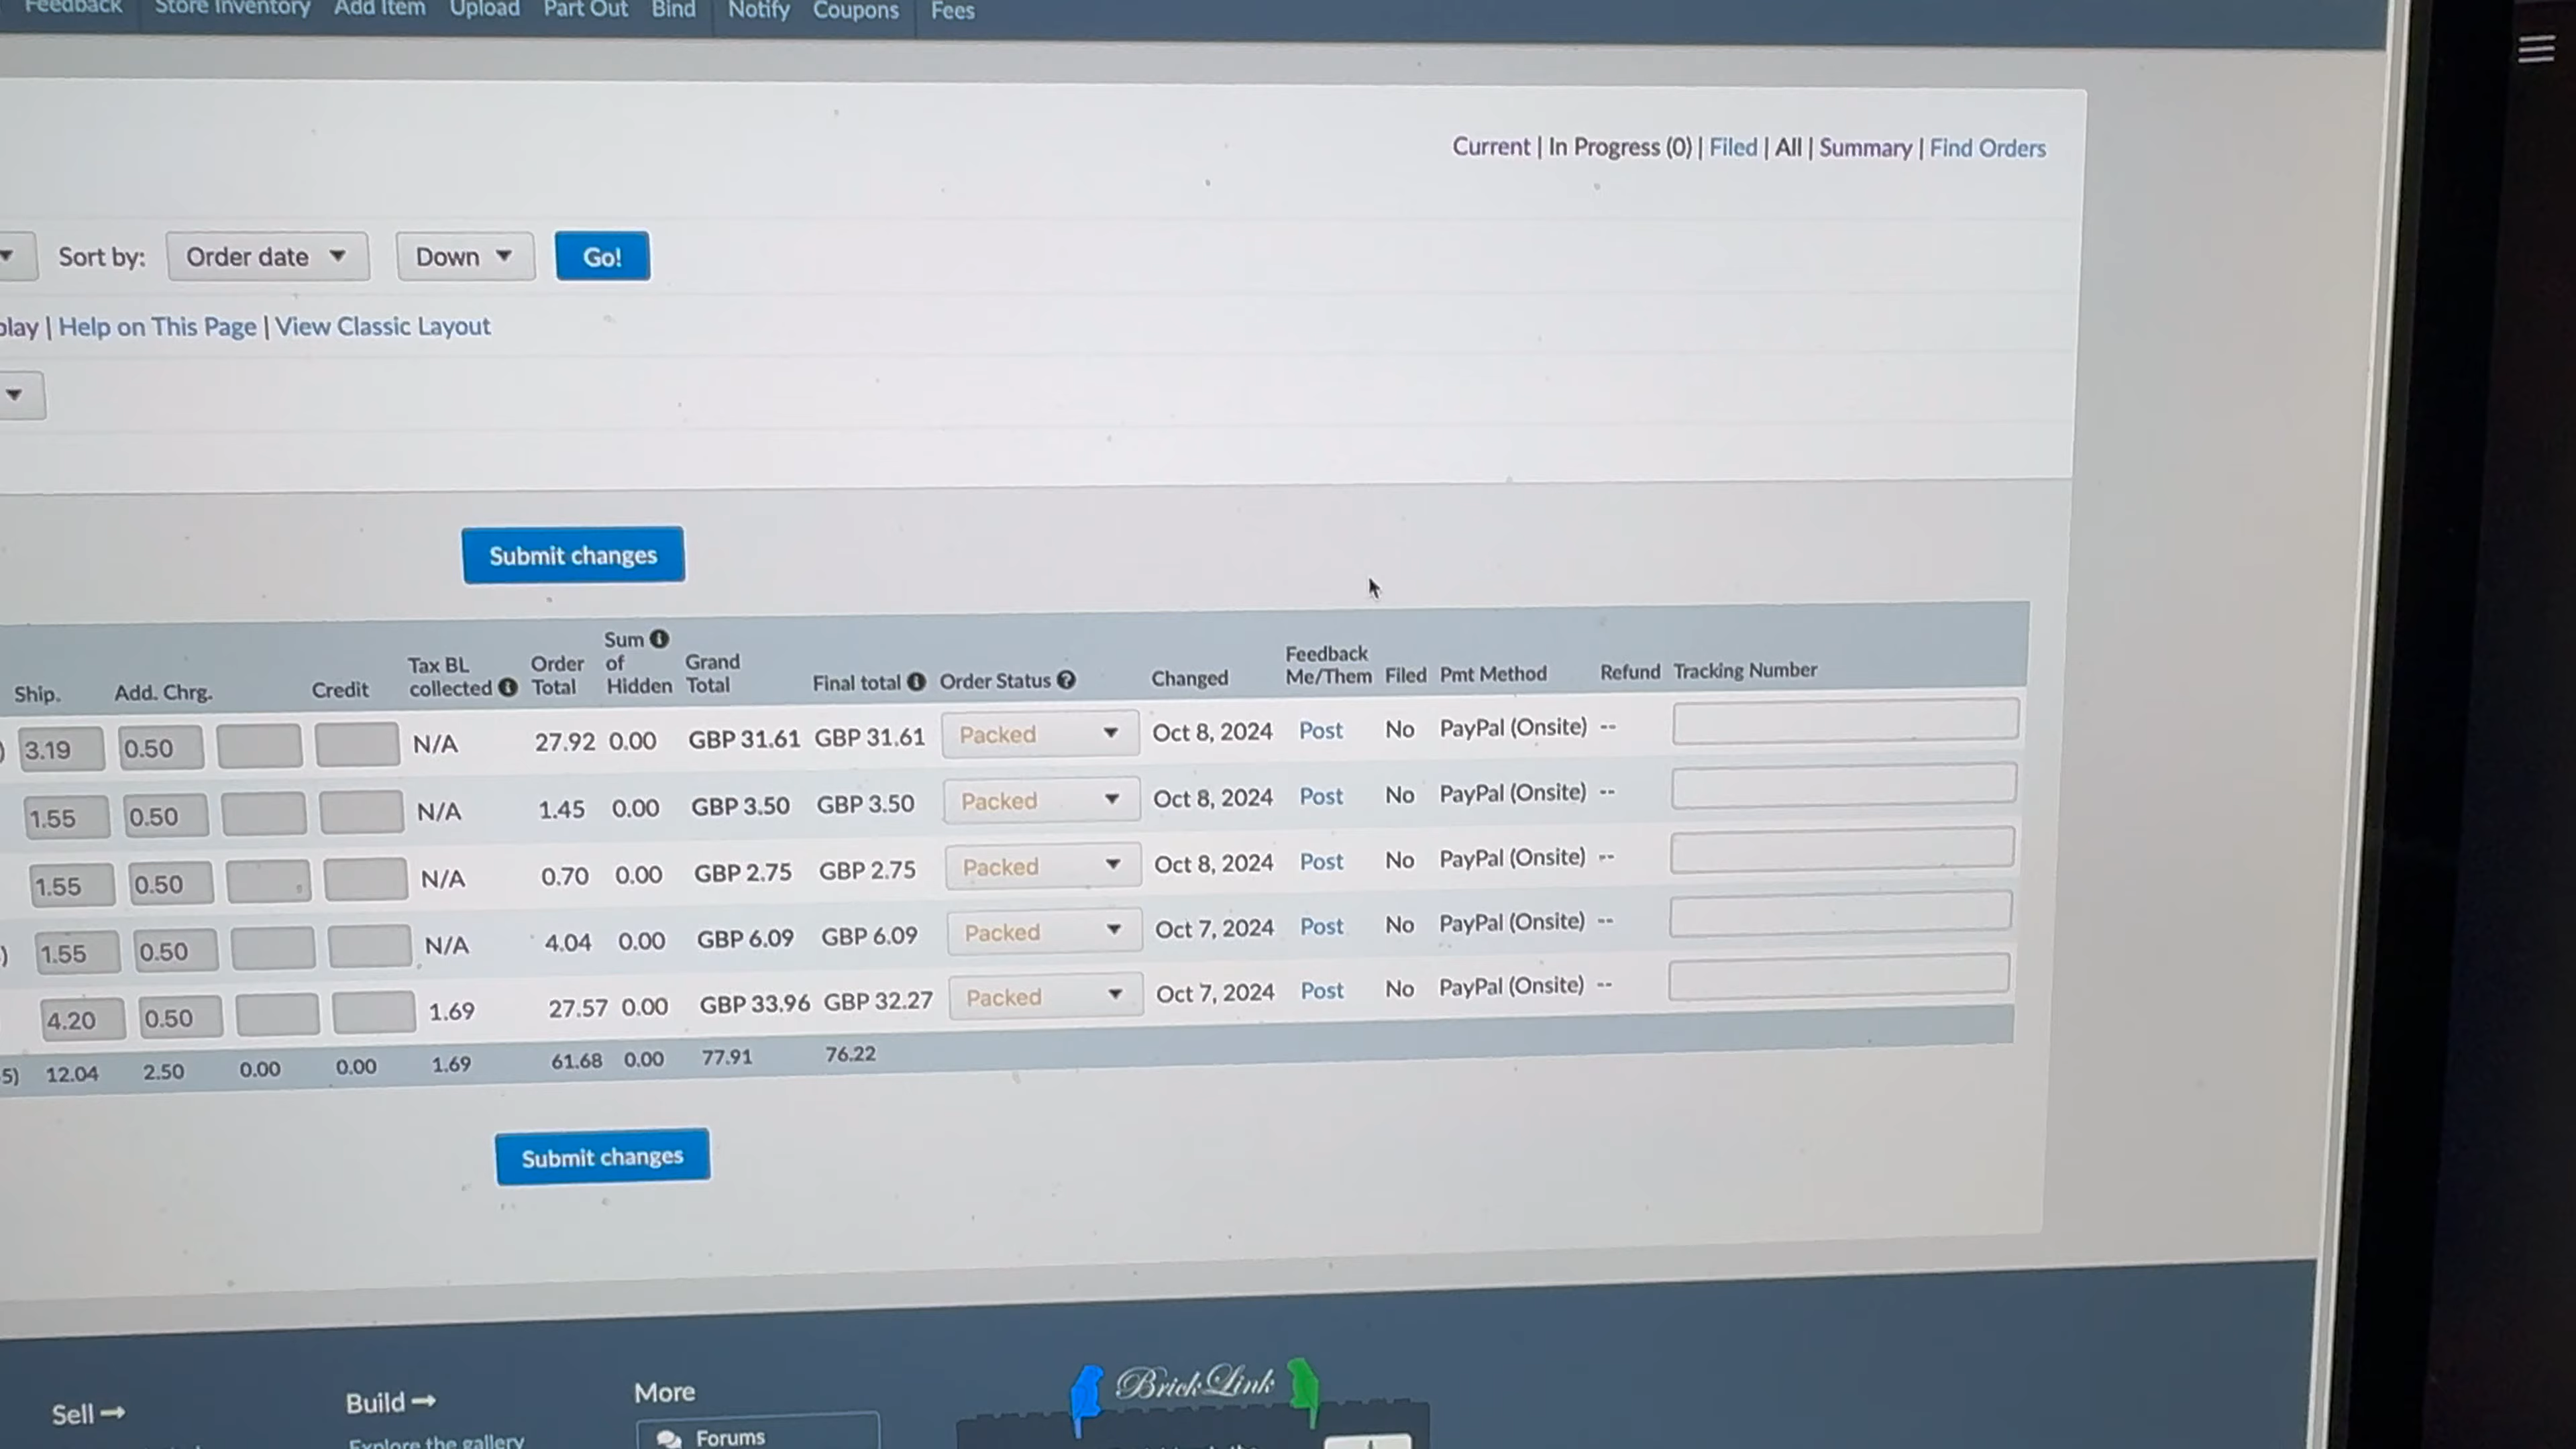 Feedback Store Inventory Add Item Upload Part Out Bind Notify Coupons Fees
Current | In Progress (0) | Filed | All | Summary | Find Orders
Sort by: Order date Down Go!
play | Help on This Page | View Classic Layout
Submit changes
Ship. Add. Chrg. Credit Tax BL collected Order Total Sum of Hidden Grand Total Final total Order Status Changed Feedback Me/Them Filed Pmt Method Refund Tracking Number
) 3.19 0.50 N/A 27.92 0.00 GBP 31.61 GBP 31.61 Packed Oct 8, 2024 Post No PayPal (Onsite) --
1.55 0.50 N/A 1.45 0.00 GBP 3.50 GBP 3.50 Packed Oct 8, 2024 Post No PayPal (Onsite) --
1.55 0.50 N/A 0.70 0.00 GBP 2.75 GBP 2.75 Packed Oct 8, 2024 Post No PayPal (Onsite) --
) 1.55 0.50 N/A 4.04 0.00 GBP 6.09 GBP 6.09 Packed Oct 7, 2024 Post No PayPal (Onsite) --
4.20 0.50 1.69 27.57 0.00 GBP 33.96 GBP 32.27 Packed Oct 7, 2024 Post No PayPal (Onsite) --
5) 12.04 2.50 0.00 0.00 1.69 61.68 0.00 77.91 76.22
Submit changes
Sell → Build → More BrickLink
Explore the gallery Forums